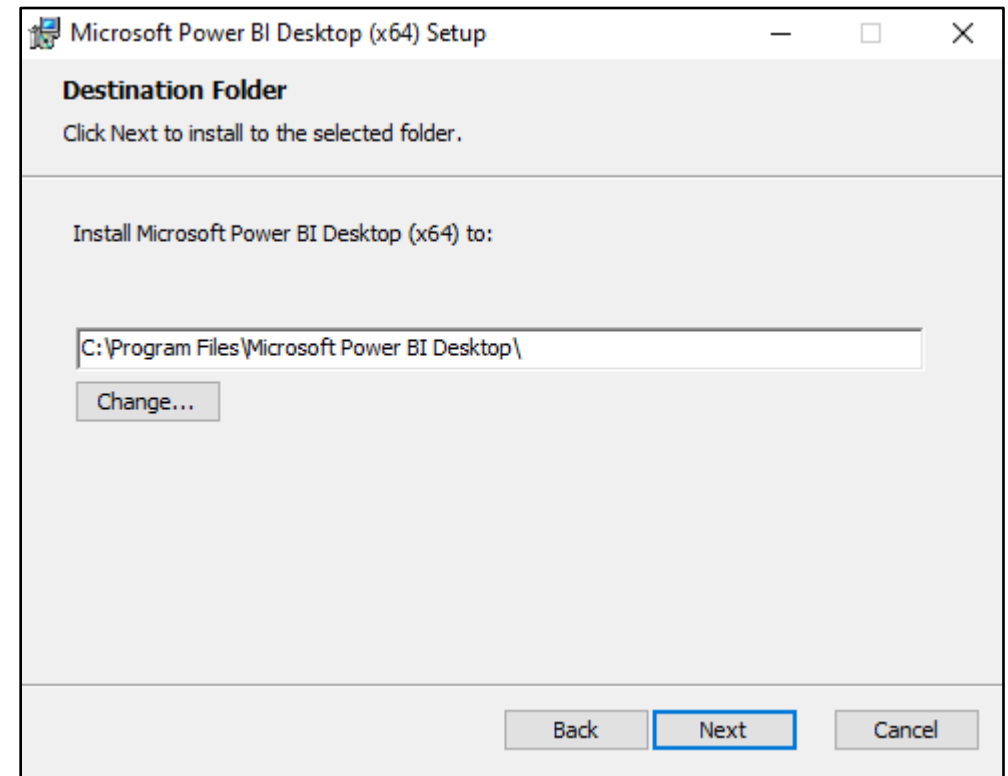 Microsoft Power BI Desktop (x64) Setup
Destination Folder
Click Next to install to the selected folder.
Install Microsoft Power BI Desktop (x64) to:
C:\Program Files\Microsoft Power BI Desktop\
Change...
Back Next Cancel